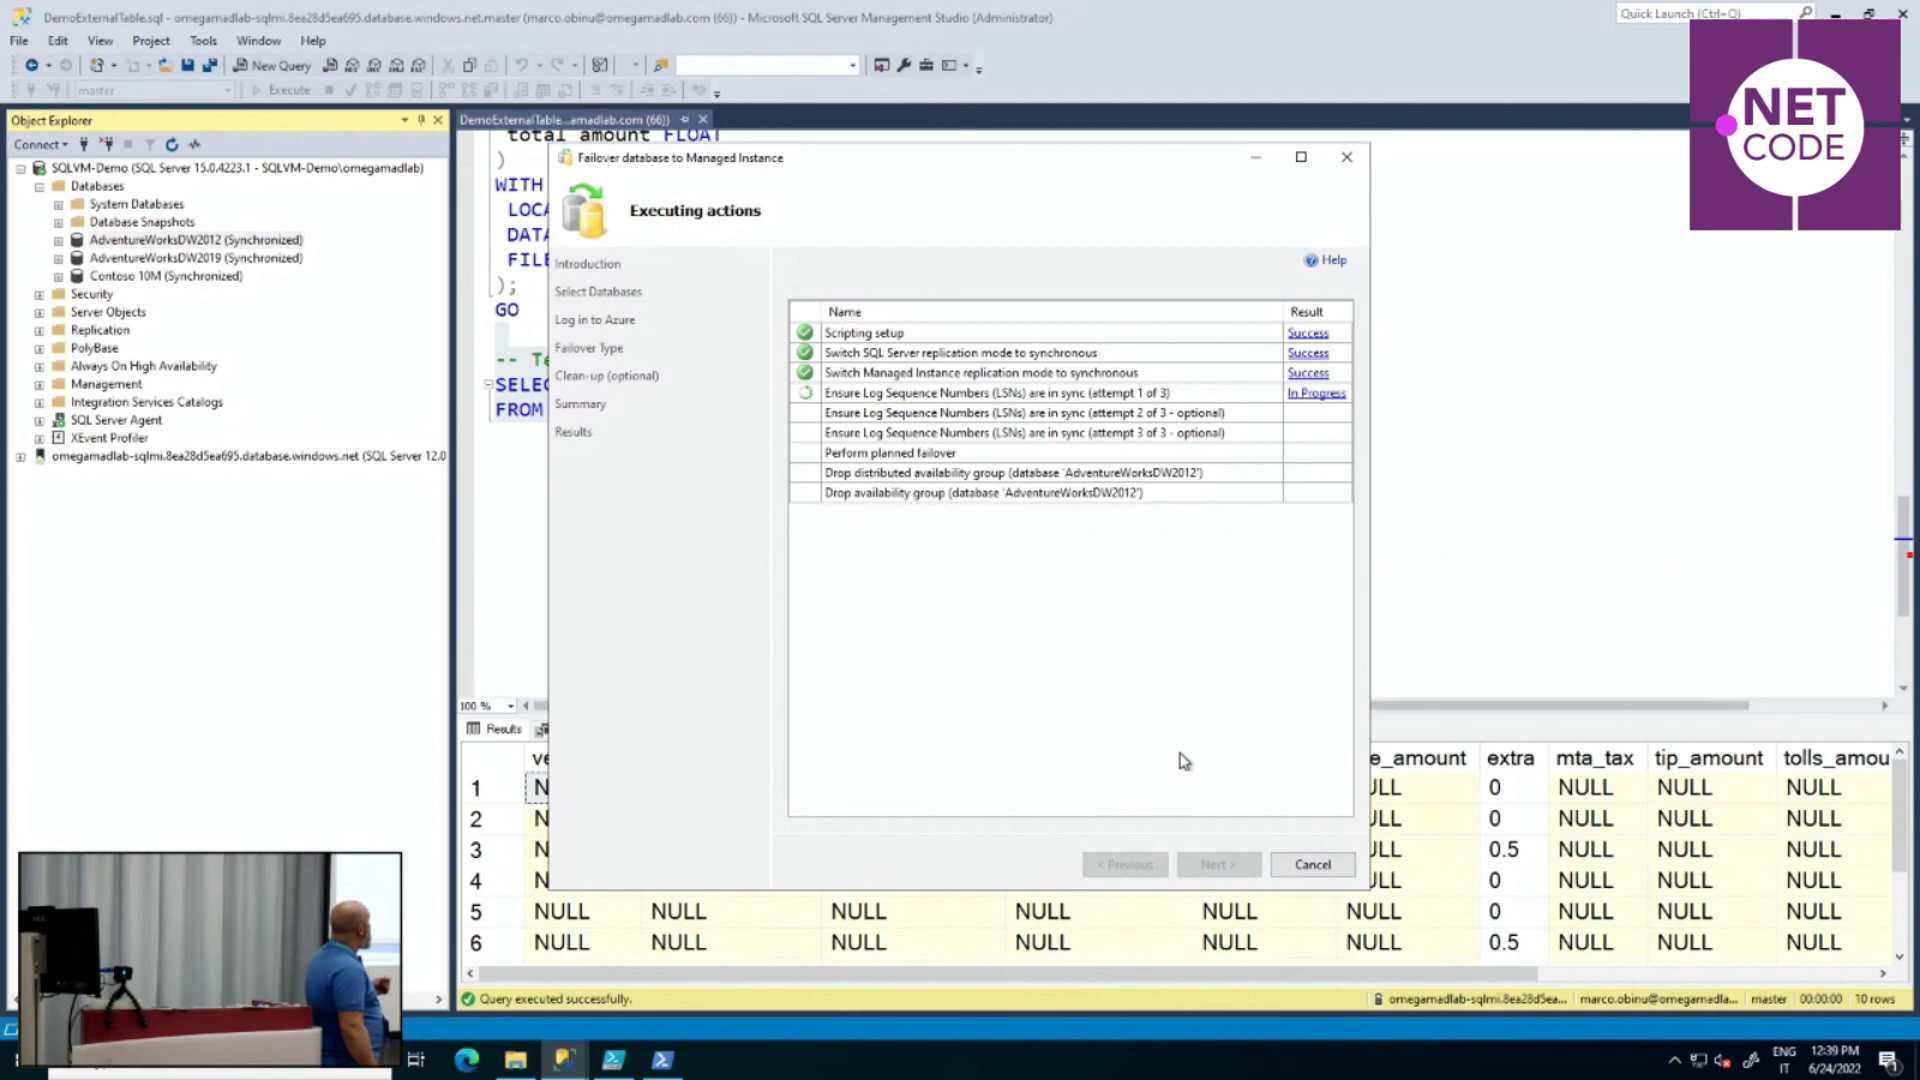 DemoExternalTable.sql - omegamadlab-sqlmi.8ea28d5ea695.database.windows.net.master (marco.obinu@omegamadlab.com (66)) - Microsoft SQL Server Management Studio (Administrator)
Quick Launch (Ctrl+Q)
File Edit View Project Tools Window Help
New Query
master Execute
NET
CODE
Object Explorer
Connect
SQLVM-Demo (SQL Server 15.0.4223.1 - SQLVM-Demo\omegamadlab)
Databases
System Databases
Database Snapshots
AdventureWorksDW2012 (Synchronized)
AdventureWorksDW2019 (Synchronized)
Contoso 10M (Synchronized)
Security
Server Objects
Replication
PolyBase
Always On High Availability
Management
Integration Services Catalogs
SQL Server Agent
XEvent Profiler
omegamadlab-sqlmi.8ea28d5ea695.database.windows.net (SQL Server 12.0
DemoExternalTable...amadlab.com (66))
total_amount FLOAT
)
WITH
LOCA
DATA
FILE
);
GO
-- Te
SELEC
FROM
Failover database to Managed Instance
Executing actions
Introduction
Select Databases
Log in to Azure
Failover Type
Clean-up (optional)
Summary
Results
Help
Name Result
Scripting setup Success
Switch SQL Server replication mode to synchronous Success
Switch Managed Instance replication mode to synchronous Success
Ensure Log Sequence Numbers (LSNs) are in sync (attempt 1 of 3) In Progress
Ensure Log Sequence Numbers (LSNs) are in sync (attempt 2 of 3 - optional)
Ensure Log Sequence Numbers (LSNs) are in sync (attempt 3 of 3 - optional)
Perform planned failover
Drop distributed availability group (database 'AdventureWorksDW2012')
Drop availability group (database 'AdventureWorksDW2012')
< Previous Next > Cancel
100 %
Results
ve e_amount extra mta_tax tip_amount tolls_amou
1 N ULL 0 NULL NULL NULL
2 N ULL 0 NULL NULL NULL
3 N ULL 0.5 NULL NULL NULL
4 N ULL 0 NULL NULL NULL
5 NULL NULL NULL NULL NULL NULL 0 NULL NULL NULL
6 NULL NULL NULL NULL NULL NULL 0.5 NULL NULL NULL
Query executed successfully.
omegamadlab-sqlmi.8ea28d5ea... marco.obinu@omegamadla... master 00:00:00 10 rows
ENG
IT
12:39 PM
6/24/2022
1